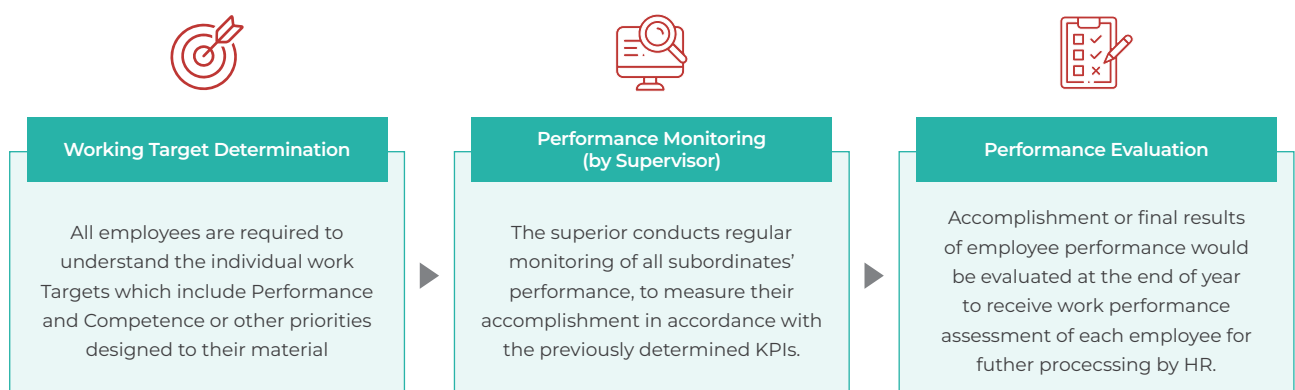 Working Target Determination
All employees are required to
understand the individual work
Targets which include Performance
and Competence or other priorities
designed to their material
Performance Monitoring
(by Supervisor)
The superior conducts regular
monitoring of all subordinates’
performance, to measure their
accomplishment in accordance with
the previously determined KPIs.
Performance Evaluation
Accomplishment or final results
of employee performance would
be evaluated at the end of year
to receive work performance
assessment of each employee for
futher procecssing by HR.